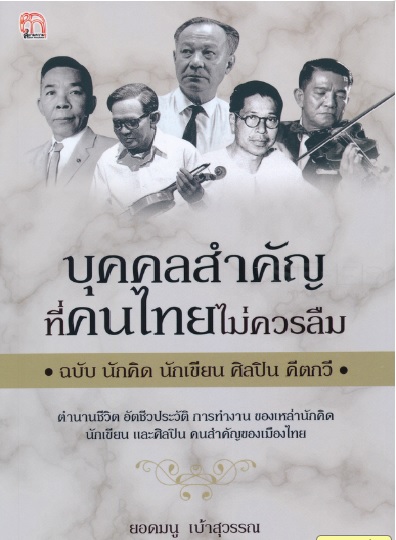 บุคคลสำคัญ
ที่คนไทยไม่ควรลืม
• ฉบับ นักคิด นักเขียน ศิลปิน คีตกวี •
ตำนานชีวิต อัตชีวประวัติ การทำงาน ของเหล่านักคิด
นักเขียน และศิลปิน คนสำคัญของเมืองไทย
ยอดมนู เบ้าสุวรรณ